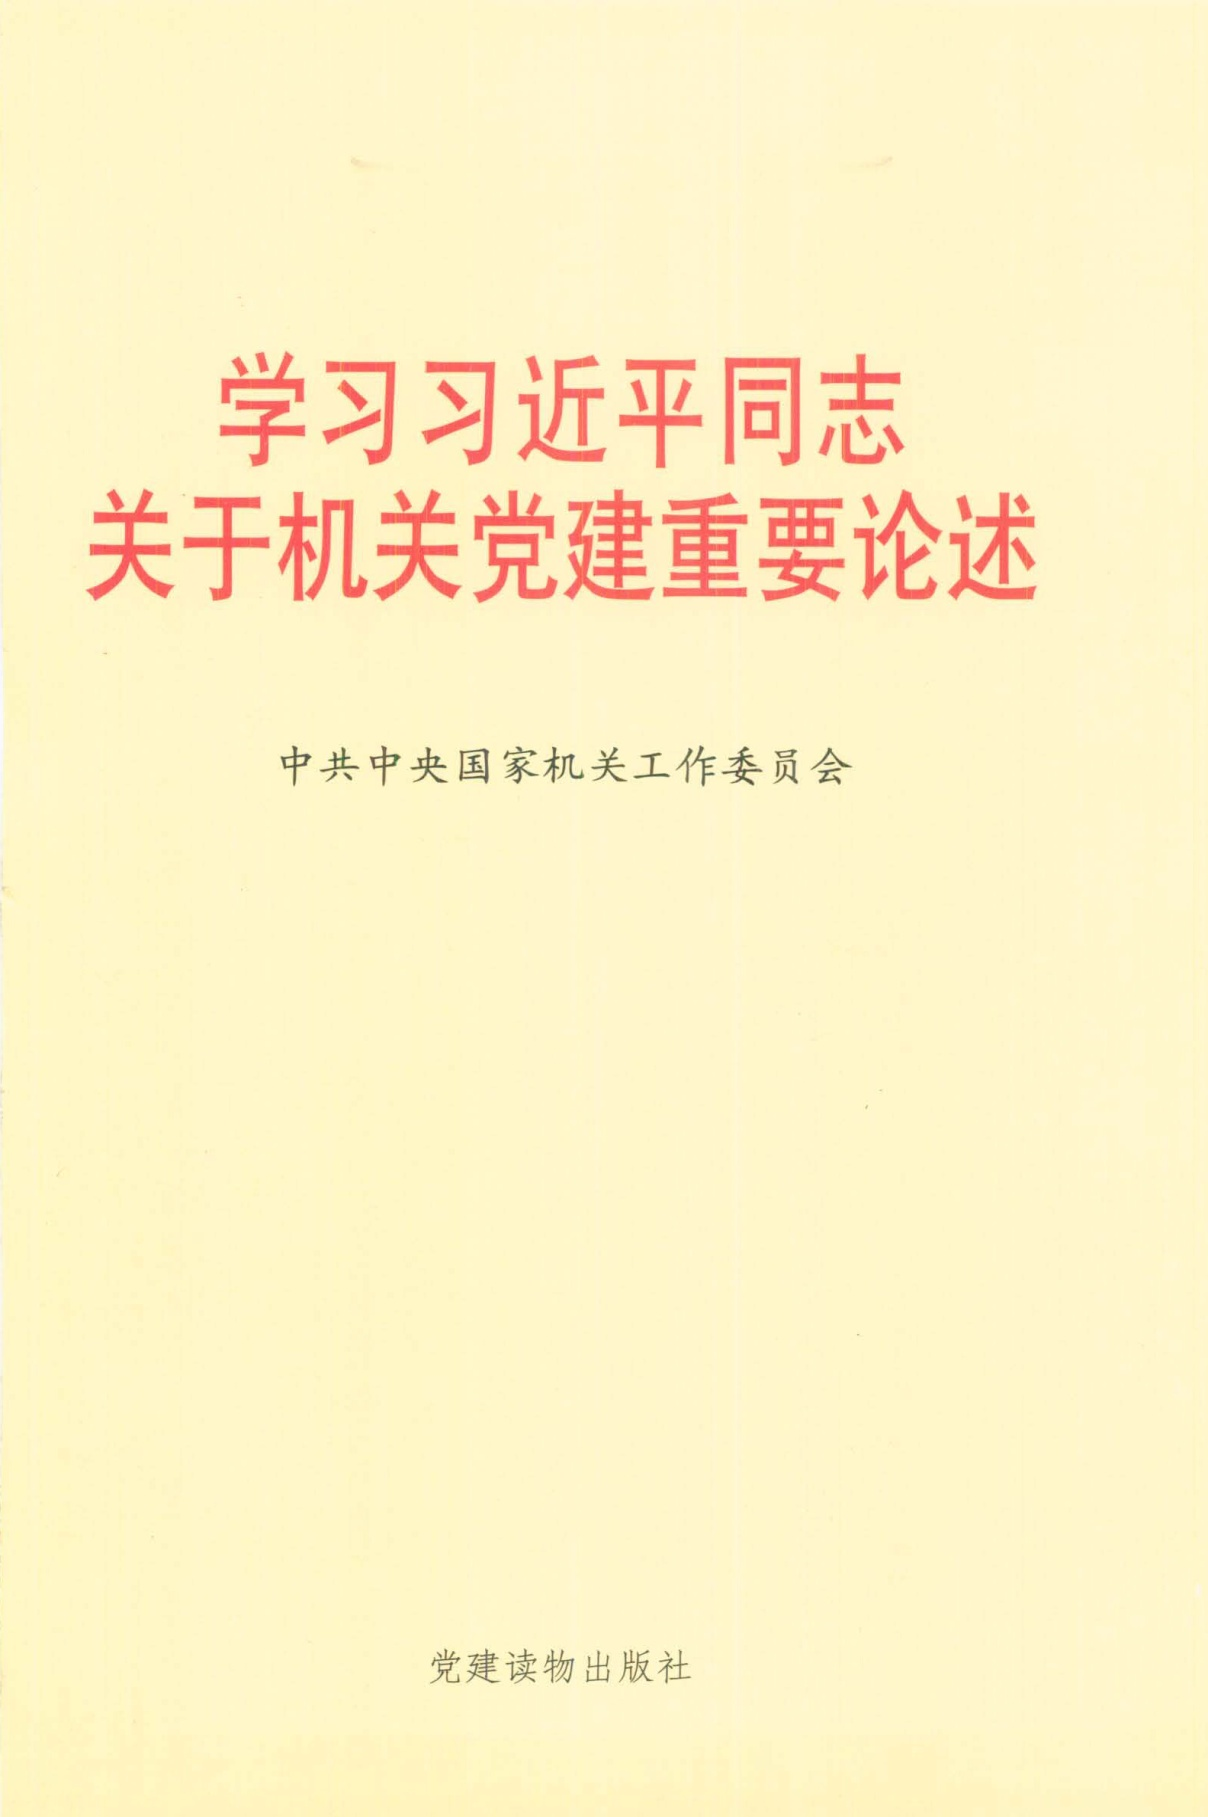 学习习近平同志
关于机关党建重要论述
中共中央国家机关工作委员会
党建读物出版社